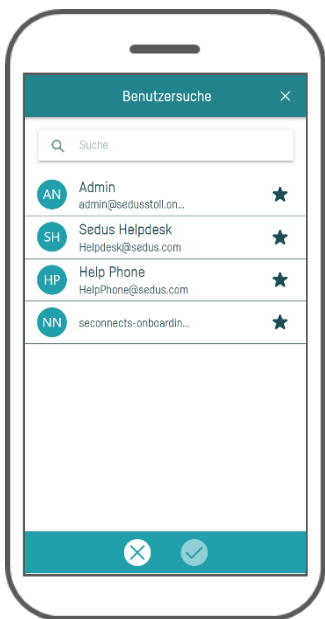 Benutzersuche
Suche
AN
Admin
admin@sedusstoll.on...
SH
Sedus Helpdesk
Helpdesk@sedus.com
HP
Help Phone
HelpPhone@sedus.com
NN
seconnects-onboardin...